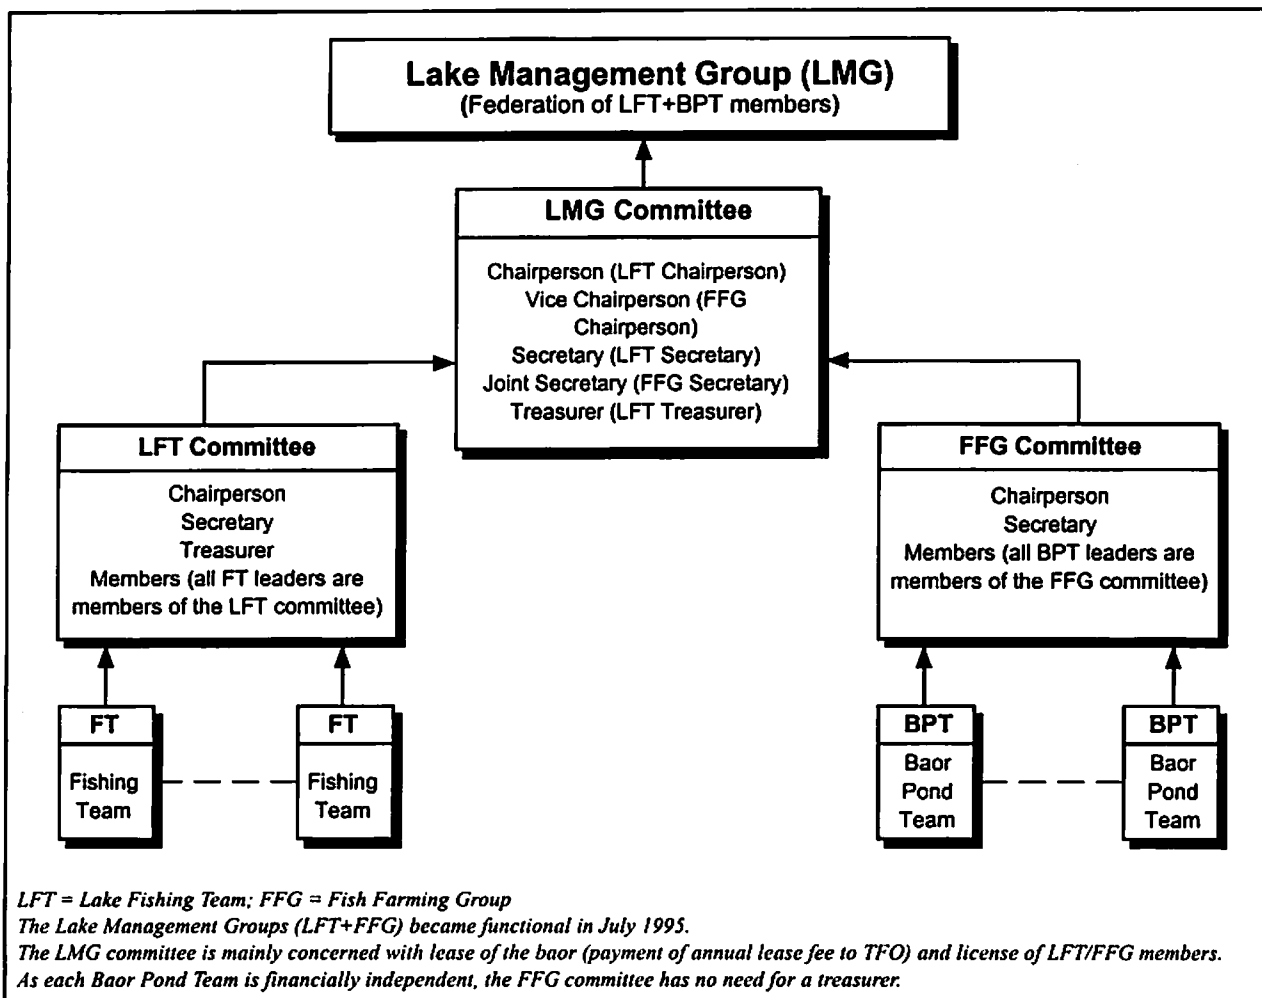 Lake Management Group (LMG)
(Federation of LFT+BPT members)
LMG Committee
Chairperson (LFT Chairperson)
Vice Chairperson (FFG
Chairperson)
Secretary (LFT Secretary)
Joint Secretary (FFG Secretary)
Treasurer (LFT Treasurer)
LFT Committee
Chairperson
Secretary
Treasurer
Members (all FT leaders are
members of the LFT committee)
FFG Committee
Chairperson
Secretary
Members (all BPT leaders are
members of the FFG committee)
FT
Fishing
Team
FT
Fishing
Team
BPT
Baor
Pond
Team
BPT
Baor
Pond
Team
LFT = Lake Fishing Team; FFG = Fish Farming Group
The Lake Management Groups (LFT+FFG) became functional in July 1995.
The LMG committee is mainly concerned with lease of the baor (payment of annual lease fee to TFO) and license of LFT/FFG members.
As each Baor Pond Team is financially independent, the FFG committee has no need for a treasurer.